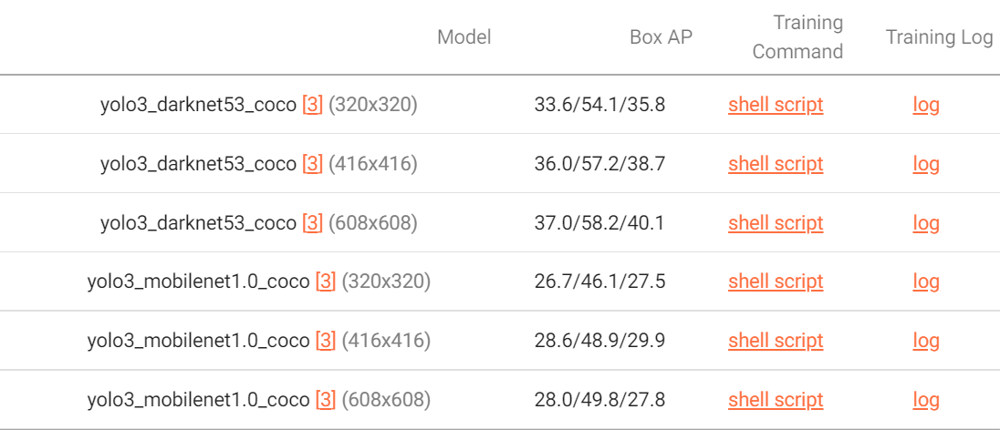 Model Box AP Training Command Training Log
yolo3_darknet53_coco [3] (320x320) 33.6/54.1/35.8 shell script log
yolo3_darknet53_coco [3] (416x416) 36.0/57.2/38.7 shell script log
yolo3_darknet53_coco [3] (608x608) 37.0/58.2/40.1 shell script log
yolo3_mobilenet1.0_coco [3] (320x320) 26.7/46.1/27.5 shell script log
yolo3_mobilenet1.0_coco [3] (416x416) 28.6/48.9/29.9 shell script log
yolo3_mobilenet1.0_coco [3] (608x608) 28.0/49.8/27.8 shell script log